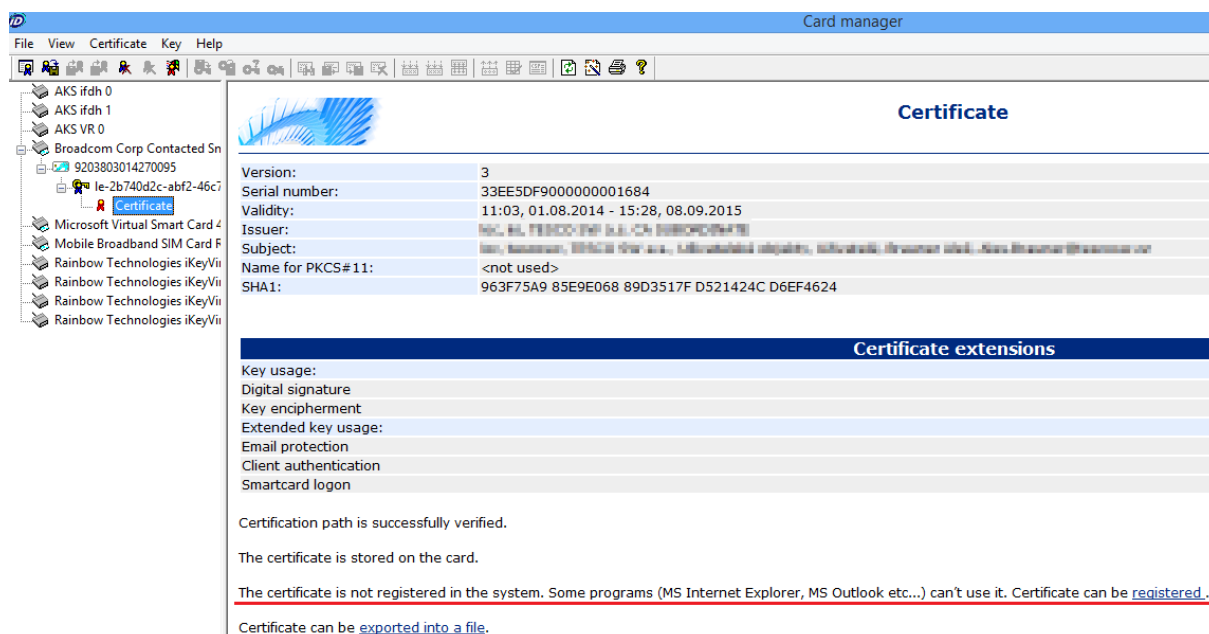 iD
Card manager
File View Certificate Key Help
AKS ifdh 0
AKS ifdh 1
AKS VR 0
Broadcom Corp Contacted Sn
9203803014270095
le-2b740d2c-abf2-46c7
Certificate
Microsoft Virtual Smart Card 4
Mobile Broadband SIM Card F
Rainbow Technologies iKeyVi
Rainbow Technologies iKeyVi
Rainbow Technologies iKeyVi
Rainbow Technologies iKeyVi
Certificate
Version: 3
Serial number: 33EE5DF9000000001684
Validity: 11:03, 01.08.2014 - 15:28, 08.09.2015
Issuer:
Subject:
Name for PKCS#11: <not used>
SHA1: 963F75A9 85E9E068 89D3517F D521424C D6EF4624
Certificate extensions
Key usage:
Digital signature
Key encipherment
Extended key usage:
Email protection
Client authentication
Smartcard logon
Certification path is successfully verified.
The certificate is stored on the card.
The certificate is not registered in the system. Some programs (MS Internet Explorer, MS Outlook etc...) can't use it. Certificate can be registered .
Certificate can be exported into a file.